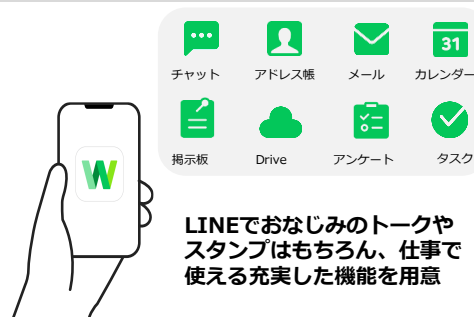 31
チャット アドレス帳 メール カレンダー
掲示板 Drive アンケート タスク
W
LINEでおなじみのトークや
スタンプはもちろん、仕事で
使える充実した機能を用意